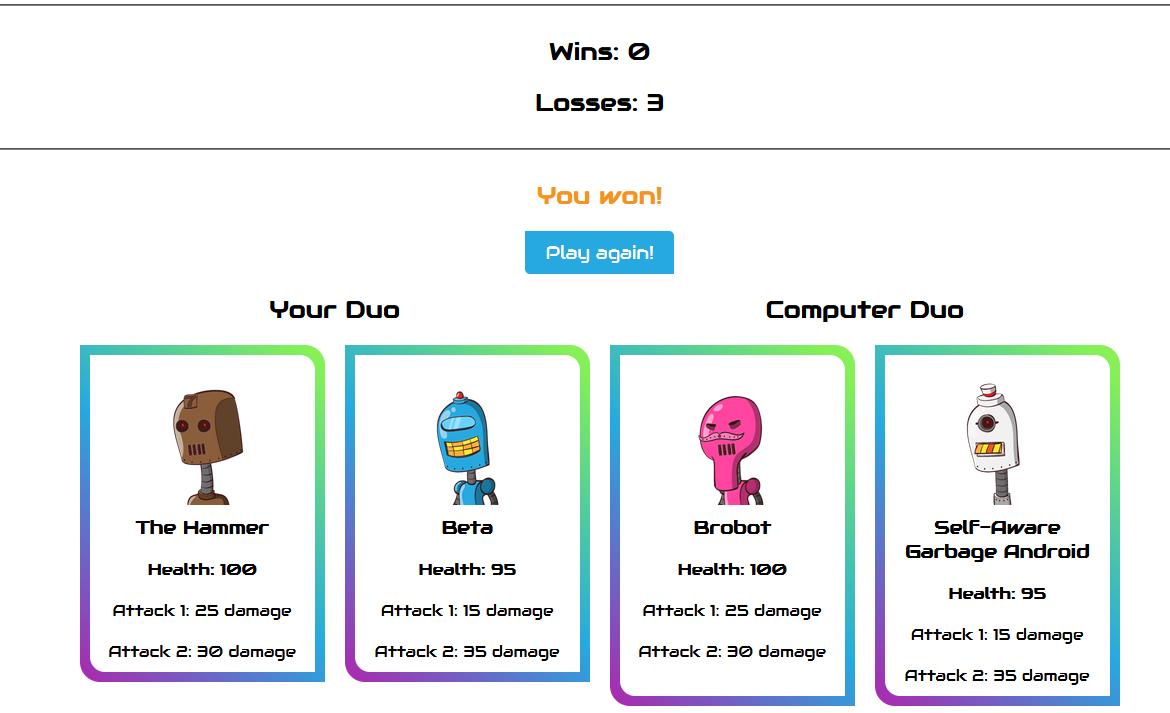 Wins: 0
Losses: 3
You won!
Play again!
Your Duo
Computer Duo
The Hammer
Health: 100
Attack 1: 25 damage
Attack 2: 30 damage
Beta
Health: 95
Attack 1: 15 damage
Attack 2: 35 damage
Brobot
Health: 100
Attack 1: 25 damage
Attack 2: 30 damage
Self-Aware
Garbage Android
Health: 95
Attack 1: 15 damage
Attack 2: 35 damage